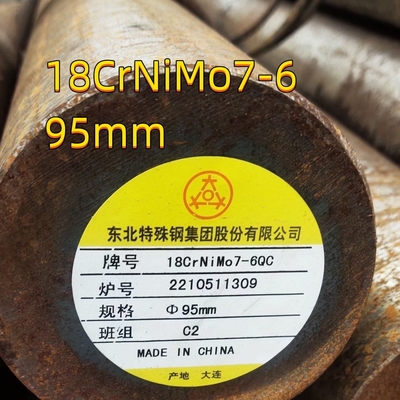 18CrNiMo7-6
95mm
东北特殊钢集团股份有限公司
牌号 18CrNiMo7-6QC
炉号 2210511309
规格 Φ95mm
班组 C2
MADE IN CHINA
产地 大连